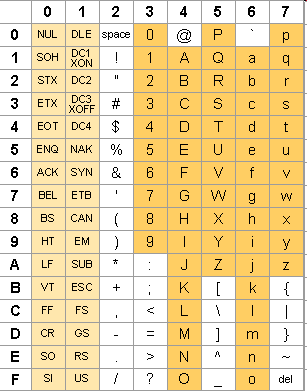 0 1 2 3 4 5 6 7
0 NUL DLE space 0 @ P ` p
1 SOH DC1 XON ! 1 A Q a q
2 STX DC2 " 2 B R b r
3 ETX DC3 XOFF # 3 C S c s
4 EOT DC4 $ 4 D T d t
5 ENQ NAK % 5 E U e u
6 ACK SYN & 6 F V f v
7 BEL ETB ' 7 G W g w
8 BS CAN ( 8 H X h x
9 HT EM ) 9 I Y i y
A LF SUB * : J Z j z
B VT ESC + ; K [ k {
C FF FS , < L \ l |
D CR GS - = M ] m }
E SO RS . > N ^ n ~
F SI US / ? O _ o del